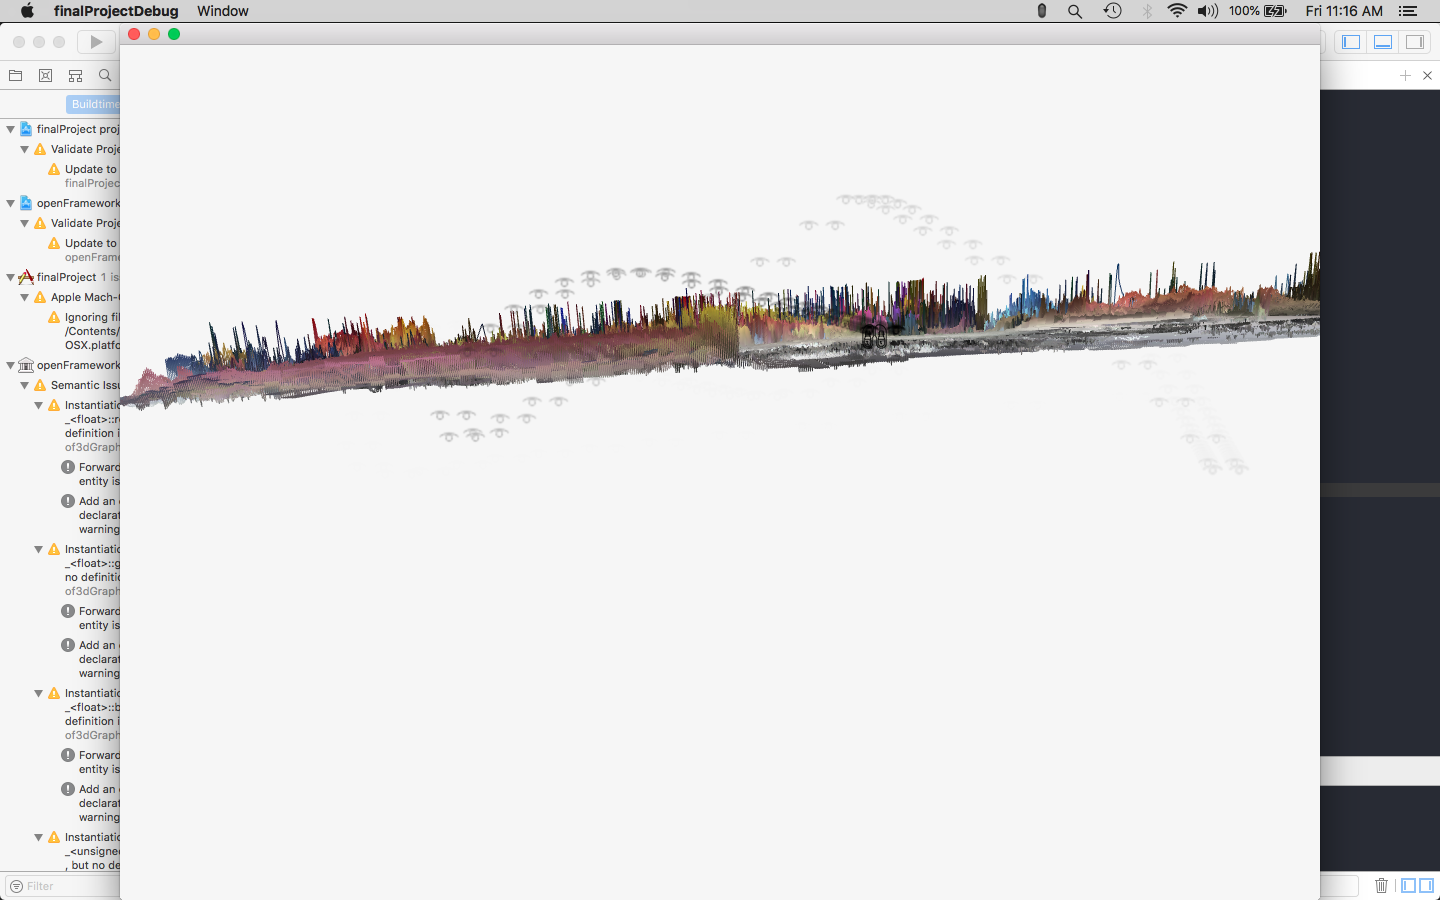 finalProjectDebug Window 100% Fri 11:16 AM
Buildtime
finalProject proj
Validate Proje
Update to
finalProjec
openFramework
Validate Proje
Update to
openFrame
finalProject 1 is
Apple Mach-
Ignoring fil
/Contents/
OSX.platfo
openFramework
Semantic Issu
Instantiatio
_<float>::re
definition i
of3dGraph
Forward
entity is
Add an
declarat
warning
Instantiatio
_<float>::g
no definitio
of3dGraph
Forward
entity is
Add an
declarat
warning
Instantiatio
_<float>::b
definition i
of3dGraph
Forward
entity is
Add an
declarat
warning
Instantiatio
_<unsigned
, but no de
Filter